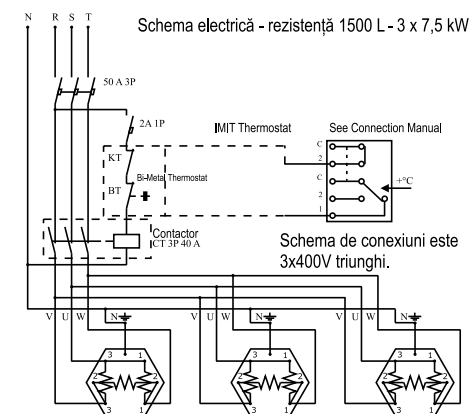 Schema electrică - rezistență 1500 L - 3 x 7,5 kW
N R S T
50 A 3P
2A 1P
IMIT Thermostat
See Connection Manual
KT
C
2
C
+°C
2
1
BT
Bi-Metal Thermostat
Contactor
CT 3P 40 A
Schema de conexiuni este
3x400V triunghi.
V U W N
V U W N
V U W N
3 1
3 1
3 1
2 2
2 2
2 2
3 1
3 1
3 1